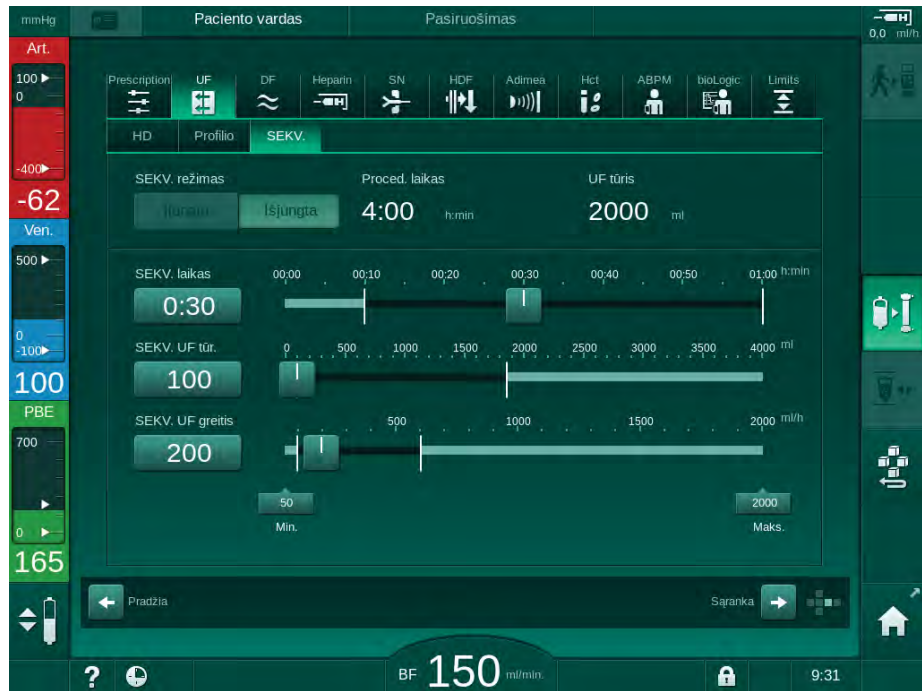 mmHg Paciento vardas Pasiruošimas 0,0 ml/h
Art.
100
0
-400
-62
Ven.
500
0
-100
100
PBE
700
0
165
Prescription UF DF Heparin SN HDF Adimea Hct ABPM bioLogic Limits
HD Profilio SEKV.
SEKV. režimas Proced. laikas UF tūris
Išjungta 4:00 h:min 2000 ml
SEKV. laikas 00:00 00:10 00:20 00:30 00:40 00:50 01:00 h:min
0:30
SEKV. UF tūr. 0 500 1000 1500 2000 2500 3000 3500 4000 ml
100
SEKV. UF greitis 500 1000 1500 2000 ml/h
200
50 2000
Min. Maks.
Pradžia Sąranka
? BF 150 ml/min. 9:31